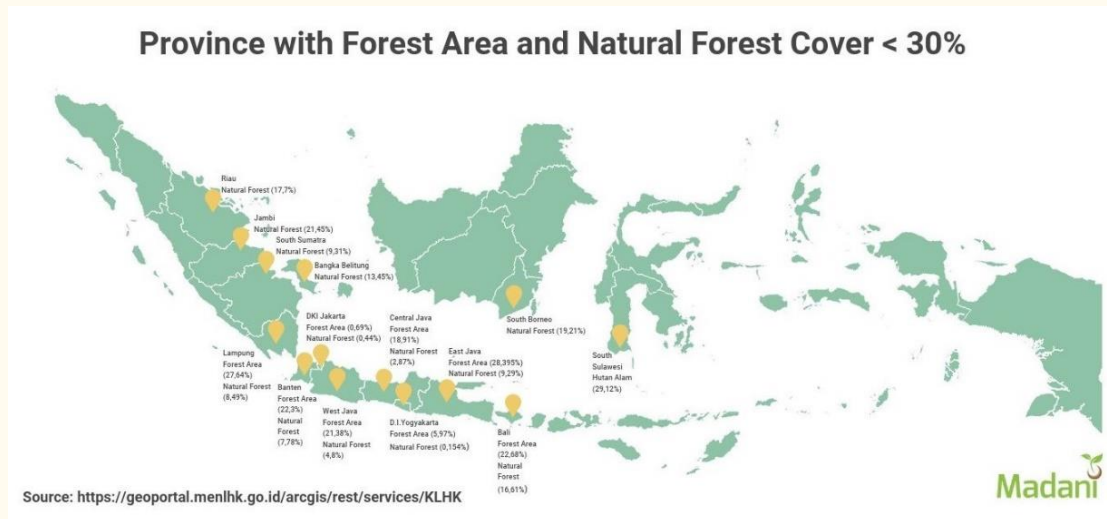 Province with Forest Area and Natural Forest Cover < 30%
Riau
Natural Forest (17,7%)
Jambi
Natural Forest (21,45%)
South Sumatra
Natural Forest (9,31%)
Bangka Belitung
Natural Forest (13,45%)
DKI Jakarta
Forest Area (0,69%)
Natural Forest (0,44%)
Central Java
Forest Area
(18,91%)
Natural Forest
(2,87%)
East Java
Forest Area (28,395%)
Natural Forest (9,29%)
South Borneo
Natural Forest (19,21%)
South
Sulawesi
Hutan Alam
(29,12%)
Lampung
Forest Area
(27,64%)
Natural Forest
(8,49%)
Banten
Forest Area
(22,3%)
Natural
Forest
(7,78%)
West Java
Forest Area
(21,38%)
Natural Forest
(4,8%)
D.I.Yogyakarta
Forest Area (5,97%)
Natural Forest (0,154%)
Bali
Forest Area
(22,68%)
Natural
Forest
(16,61%)
Source: https://geoportal.menlhk.go.id/arcgis/rest/services/KLHK
Madani